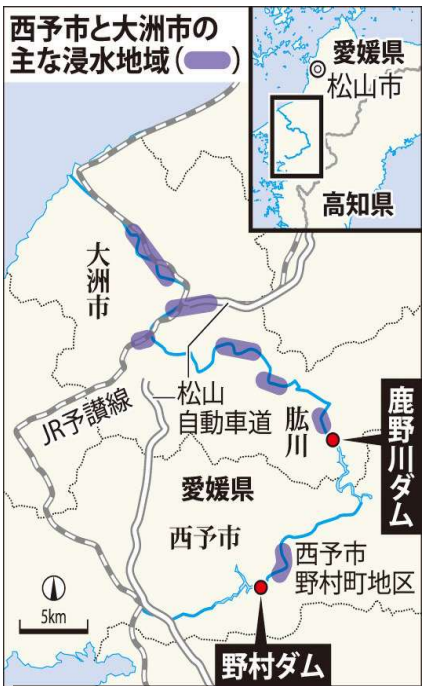 西予市と大洲市の
主な浸水地域( )
愛媛県
松山市
高知県
大洲市
松山
自動車道
JR予讃線
肱川
鹿野川ダム
愛媛県
西予市
西予市
野村町地区
5km
野村ダム